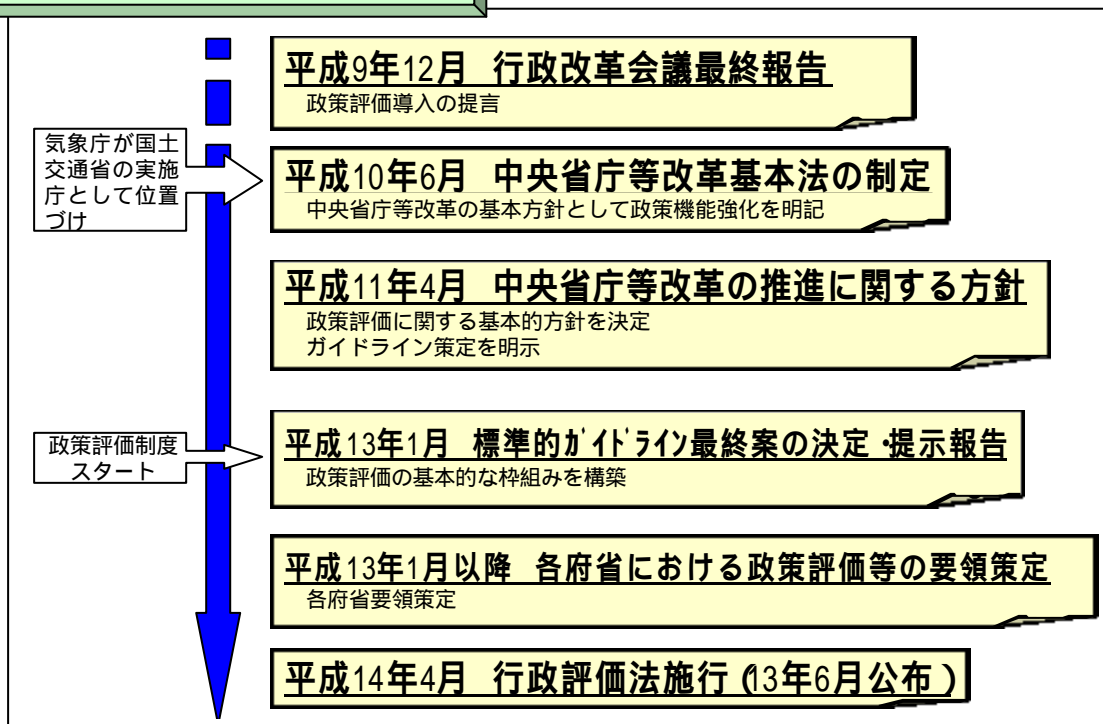 平成9年12月 行政改革会議最終報告
政策評価導入の提言
気象庁が国土
交通省の実施
庁として位置
づけ
平成10年6月 中央省庁等改革基本法の制定
中央省庁等改革の基本方針として政策機能強化を明記
平成11年4月 中央省庁等改革の推進に関する方針
政策評価に関する基本的方針を決定
ガイドライン策定を明示
政策評価制度
スタート
平成13年1月 標準的ｶﾞｲﾄﾞﾗｲﾝ最終案の決定・提示報告
政策評価の基本的な枠組みを構築
平成13年1月以降 各府省における政策評価等の要領策定
各府省要領策定
平成14年4月 行政評価法施行(13年6月公布)